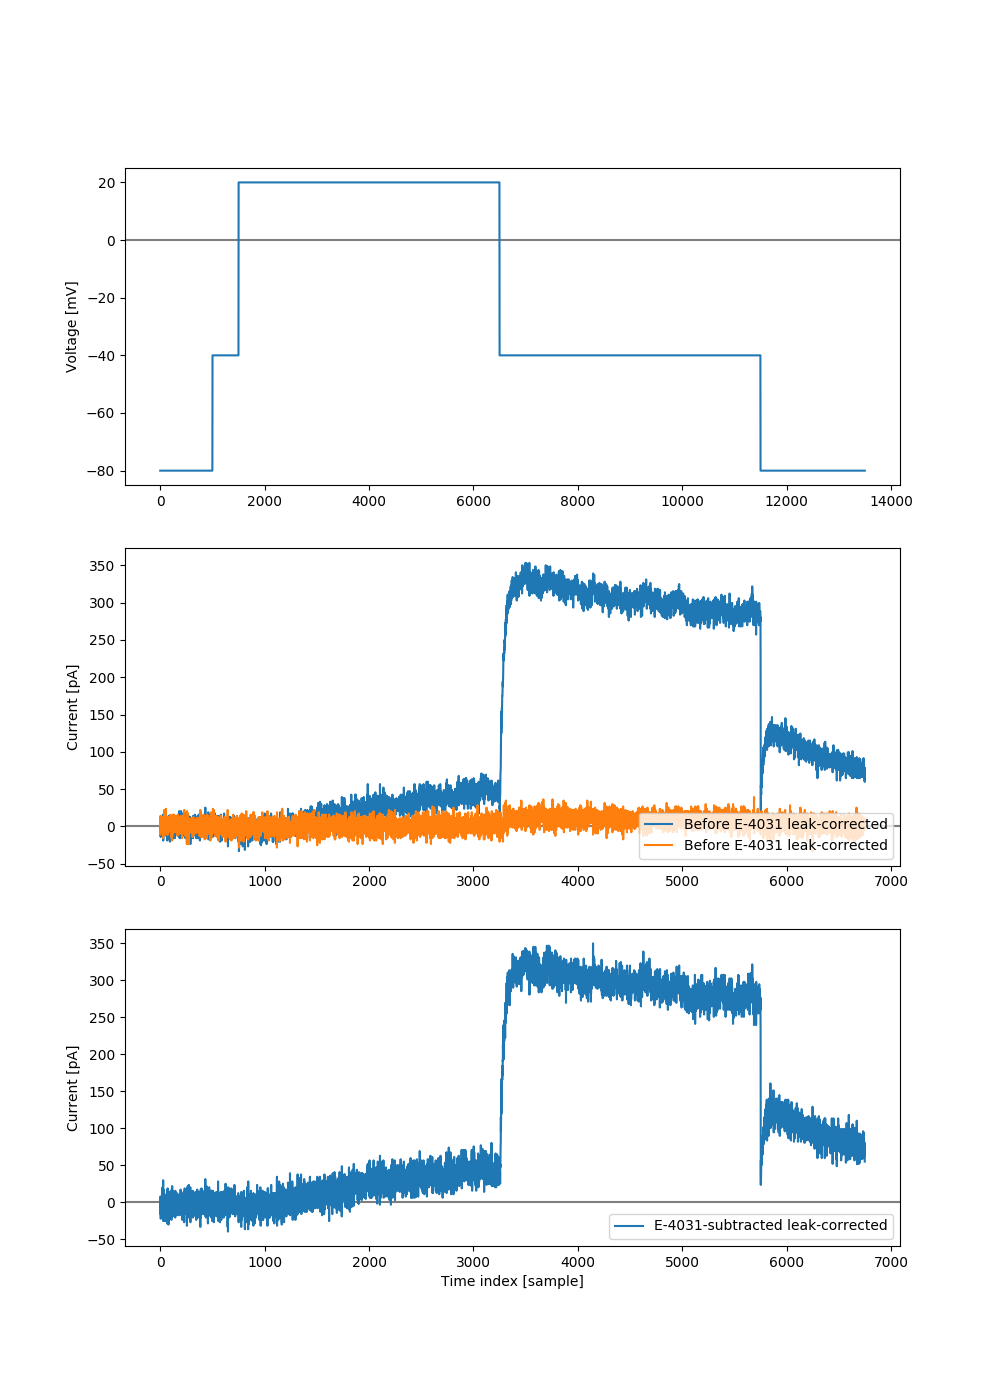 20
0
−20
−40
−60
−80
Voltage [mV]
0 2000 4000 6000 8000 10000 12000 14000
350
300
250
200
150
100
50
0
−50
Current [pA]
Before E-4031 leak-corrected
Before E-4031 leak-corrected
0 1000 2000 3000 4000 5000 6000 7000
350
300
250
200
150
100
50
0
−50
Current [pA]
E-4031-subtracted leak-corrected
0 1000 2000 3000 4000 5000 6000 7000
Time index [sample]